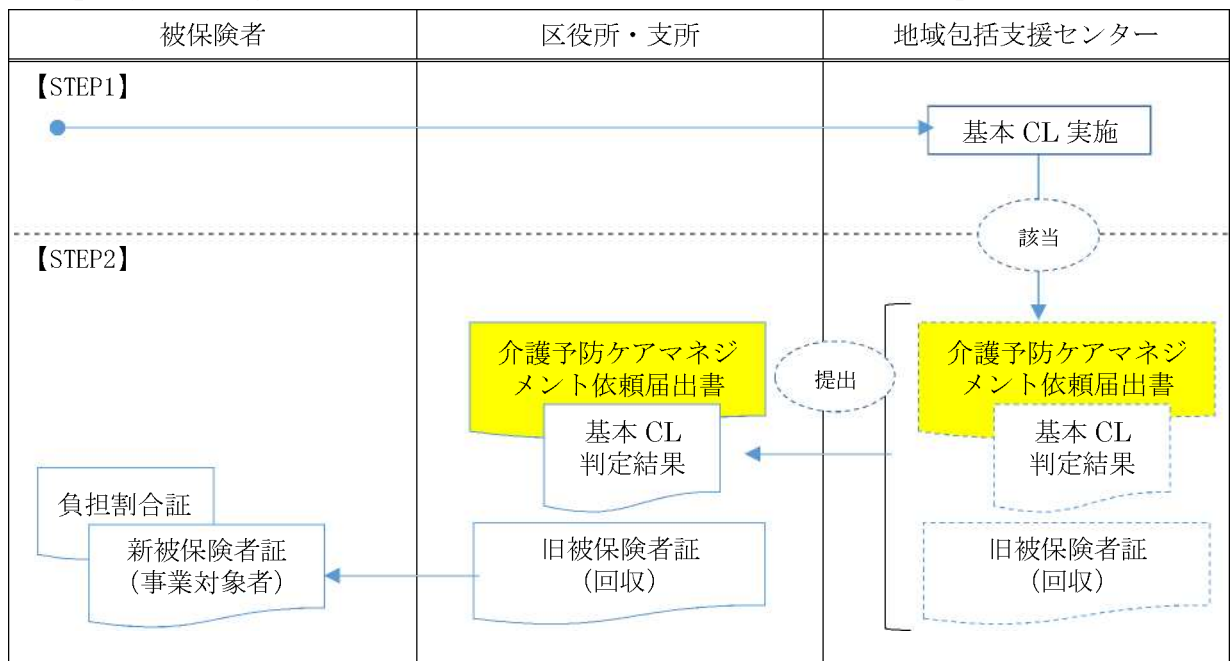 被保険者
区役所・支所
地域包括支援センター
【STEP1】
基本 CL 実施
該当
【STEP2】
介護予防ケアマネジ
メント依頼届出書
基本 CL
判定結果
旧被保険者証
(回収)
提出
介護予防ケアマネジ
メント依頼届出書
基本 CL
判定結果
旧被保険者証
(回収)
負担割合証
新被保険者証
(事業対象者)